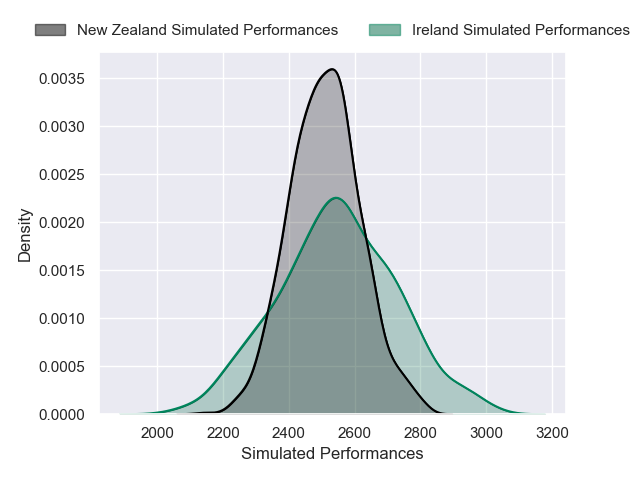 New Zealand Simulated Performances
Ireland Simulated Performances
0.0035
0.0030
0.0025
0.0020
0.0015
0.0010
0.0005
0.0000
Density
2000 2200 2400 2600 2800 3000 3200
Simulated Performances